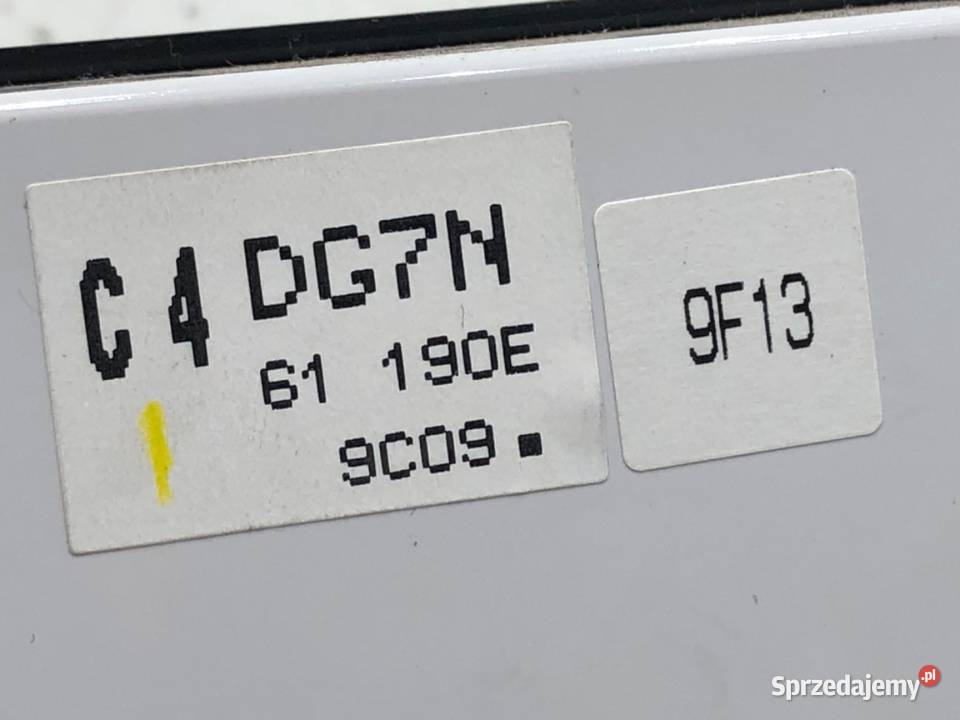 C 4 DG7N
61 190E
9C09
9F13
Sprzedajemy.pl